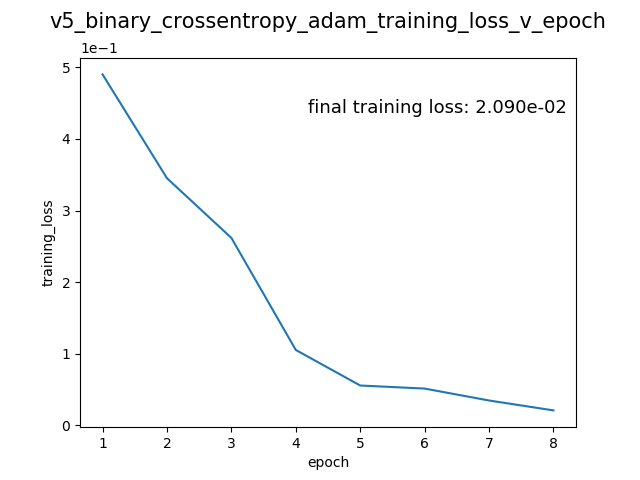 v5_binary_crossentropy_adam_training_loss_v_epoch
1e−1
final training loss: 2.090e-02
5
4
3
2
1
0
training_loss
1 2 3 4 5 6 7 8
epoch